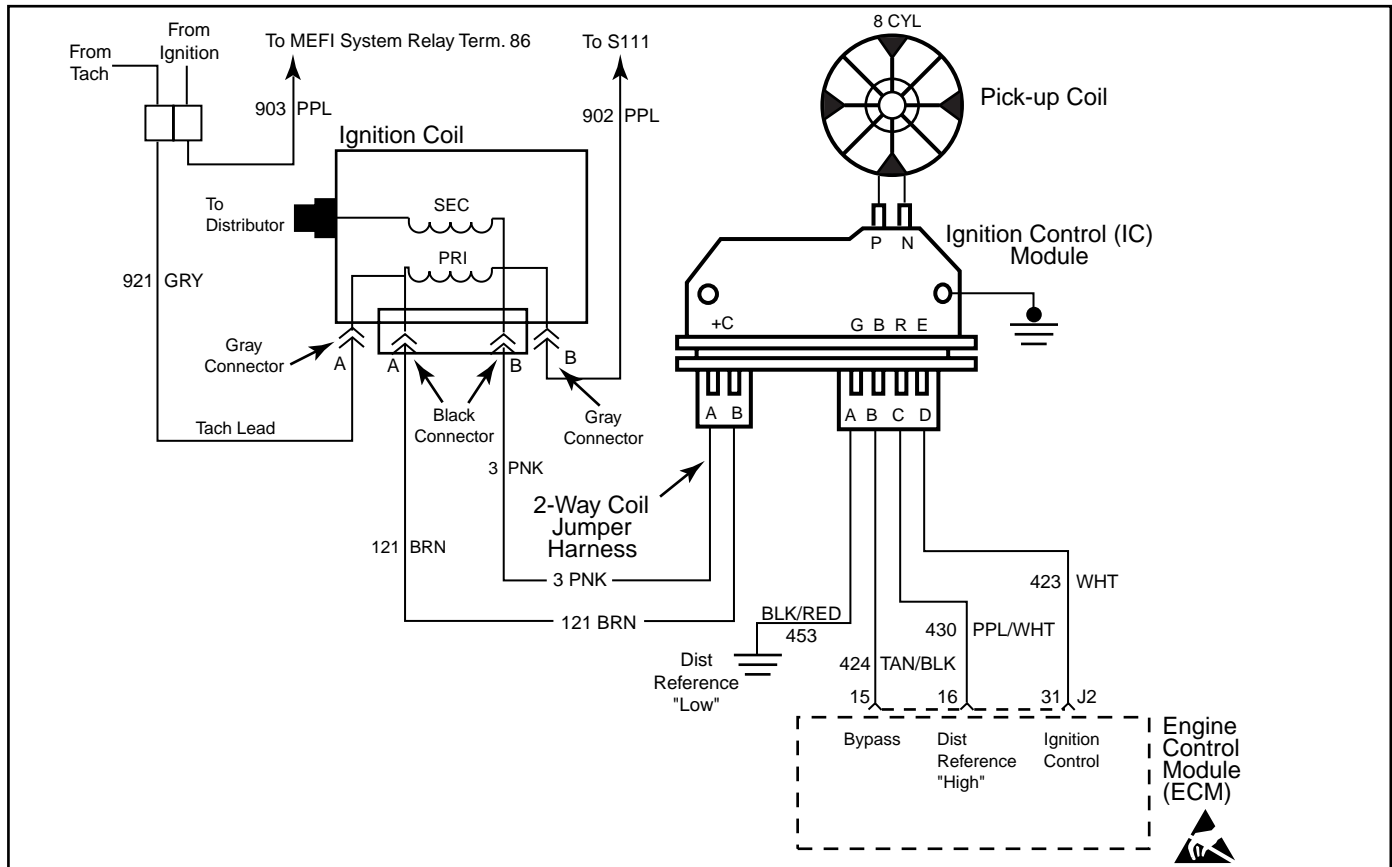 8 CYL
Pick-up Coil
From
Tach
From
Ignition
To MEFI System Relay Term. 86
To S111
903 PPL
902 PPL
Ignition Coil
To
Distributor
SEC
PRI
921 GRY
P N
Ignition Control (IC)
Module
+C
G B R E
Gray
Connector
A
A
B
B
Black
Connector
Gray
Connector
Tach Lead
A B
A B C D
3 PNK
2-Way Coil
Jumper
Harness
121 BRN
3 PNK
121 BRN
BLK/RED
453
423 WHT
430 PPL/WHT
424 TAN/BLK
Dist
Reference
"Low"
15
16
31 J2
Bypass
Dist
Reference
"High"
Ignition
Control
Engine
Control
Module
(ECM)